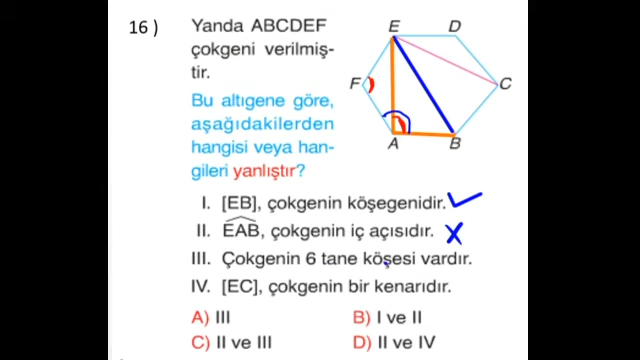 16 )
Yanda ABCDEF
çokgeni verilmiş-
tir.
Bu altıgene göre,
aşağıdakilerden
hangisi veya han-
gileri yanlıştır?
E D
F C
A B
I. [EB], çokgenin köşegenidir.
II. EAB, çokgenin iç açısıdır.
III. Çokgenin 6 tane köşesi vardır.
IV. [EC], çokgenin bir kenarıdır.
A) III B) I ve II
C) II ve III D) II ve IV